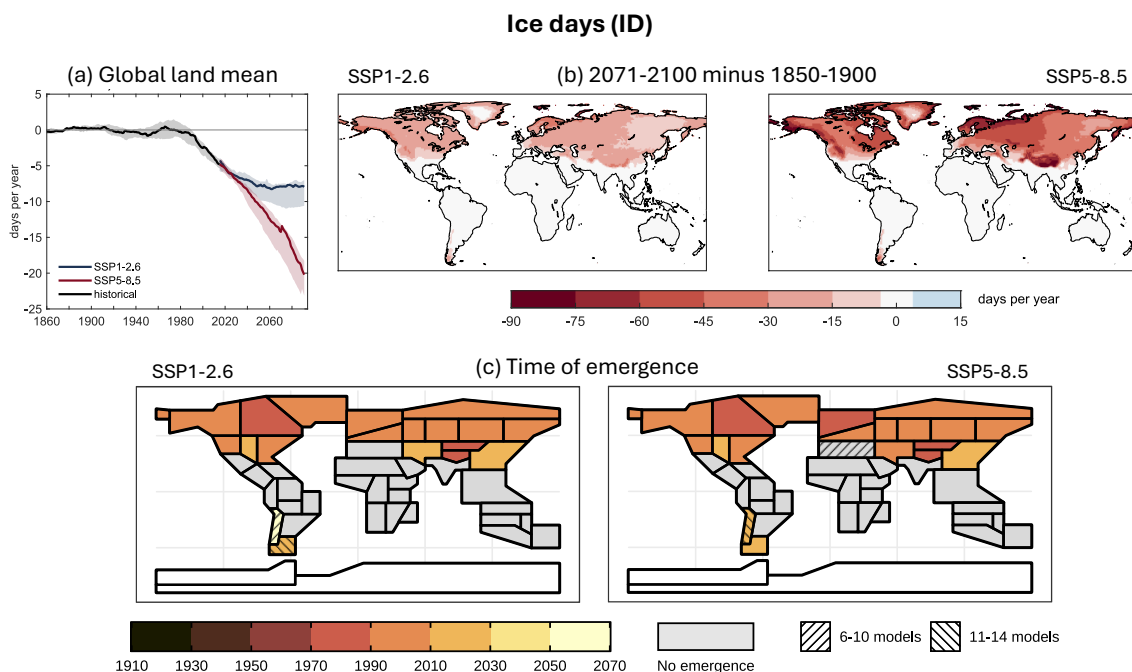 Ice days (ID)
(a) Global land mean
SSP1-2.6
(b) 2071-2100 minus 1850-1900
SSP5-8.5
5
0
-5
-10
-15
-20
-25
days per year
SSP1-2.6
SSP5-8.5
historical
1860
1900
1940
1980
2020
2060
-90
-75
-60
-45
-30
-15
0
15
days per year
(c) Time of emergence
SSP1-2.6
SSP5-8.5
1910
1930
1950
1970
1990
2010
2030
2050
2070
No emergence
6-10 models
11-14 models